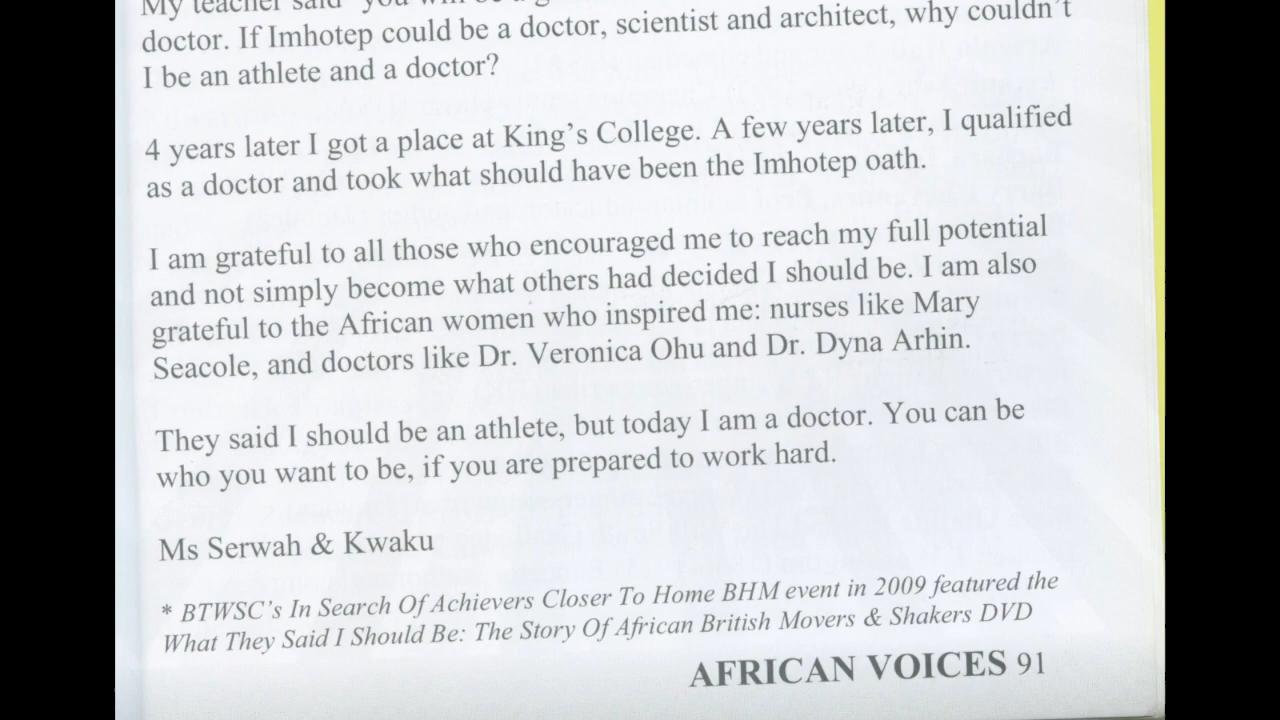 My teacher said "you will be a g
doctor. If Imhotep could be a doctor, scientist and architect, why couldn't
I be an athlete and a doctor?
4 years later I got a place at King's College. A few years later, I qualified
as a doctor and took what should have been the Imhotep oath.
I am grateful to all those who encouraged me to reach my full potential
and not simply become what others had decided I should be. I am also
grateful to the African women who inspired me: nurses like Mary
Seacole, and doctors like Dr. Veronica Ohu and Dr. Dyna Arhin.
They said I should be an athlete, but today I am a doctor. You can be
who you want to be, if you are prepared to work hard.
Ms Serwah & Kwaku
* BTWSC's In Search Of Achievers Closer To Home BHM event in 2009 featured the
What They Said I Should Be: The Story Of African British Movers & Shakers DVD
AFRICAN VOICES 91